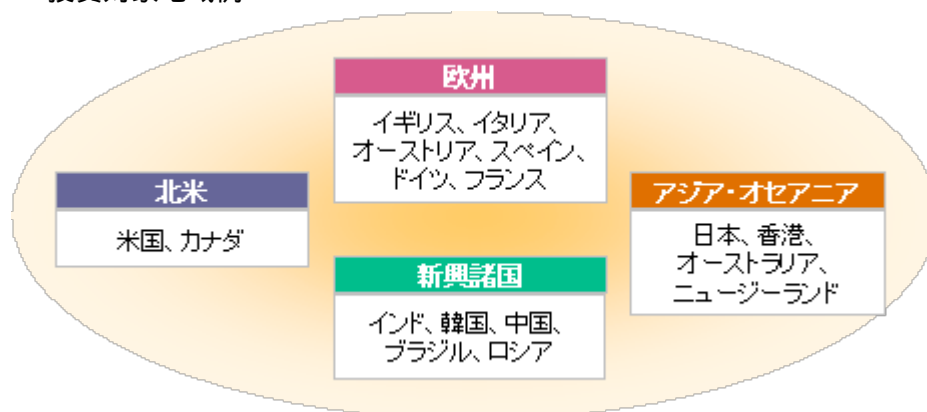 欧州
イギリス、イタリア、
オーストリア、スペイン、
ドイツ、フランス
北米
米国、カナダ
アジア・オセアニア
日本、香港、
オーストラリア、
ニュージーランド
新興諸国
インド、韓国、中国、
ブラジル、ロシア